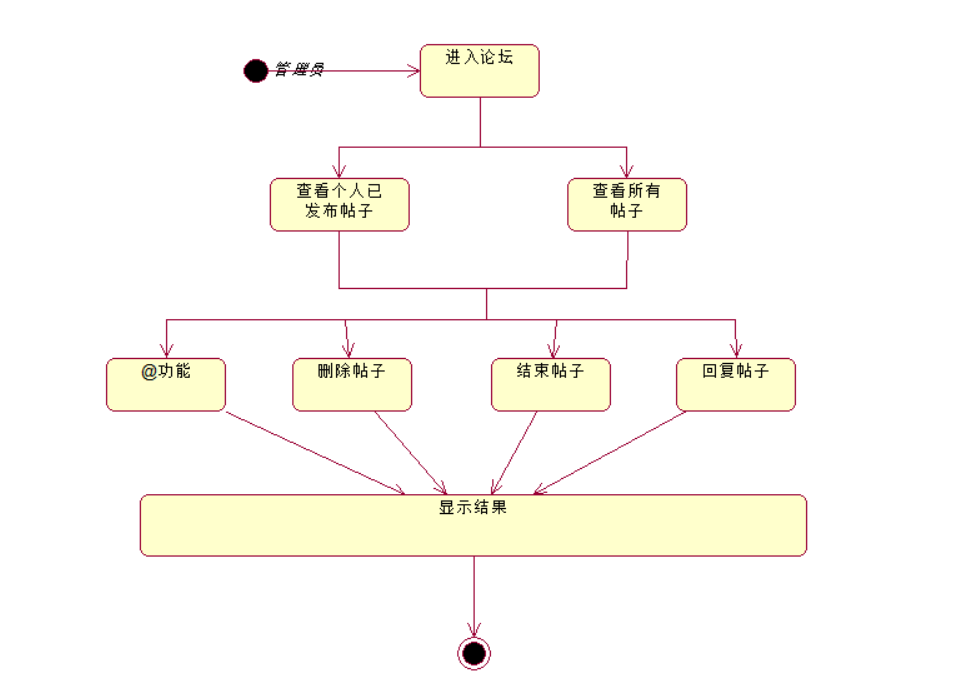 管理员
进入论坛
查看个人已
发布帖子
查看所有
帖子
@功能
删除帖子
结束帖子
回复帖子
显示结果